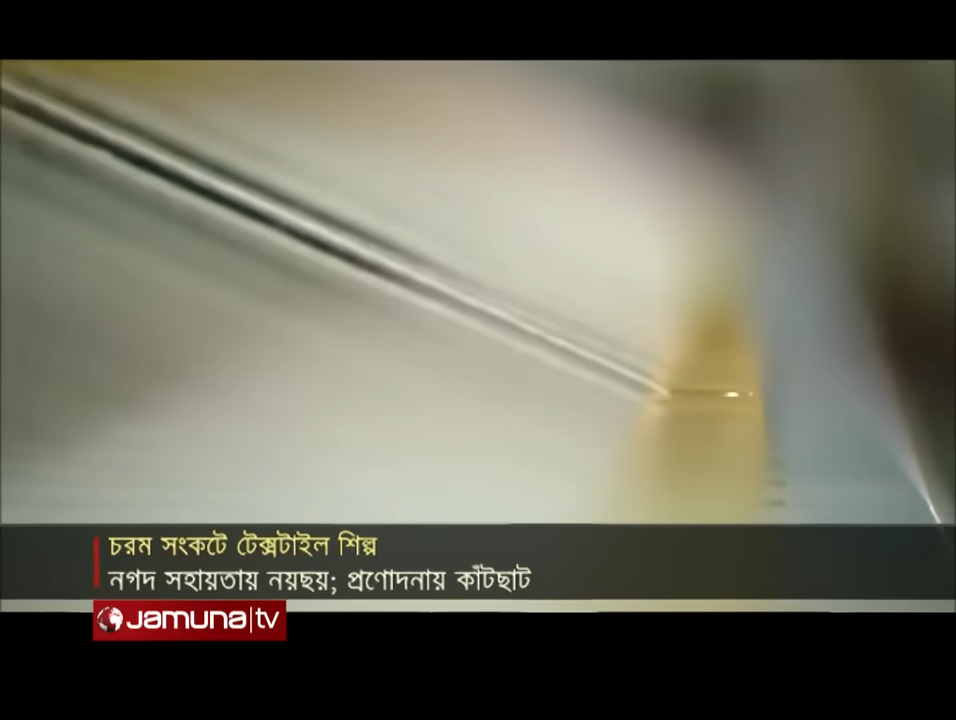 চরম সংকটে টেক্সটাইল শিল্প
নগদ সহায়তায় নয়ছয়; প্রণোদনায় কাঁটছাট
Jamuna|tv